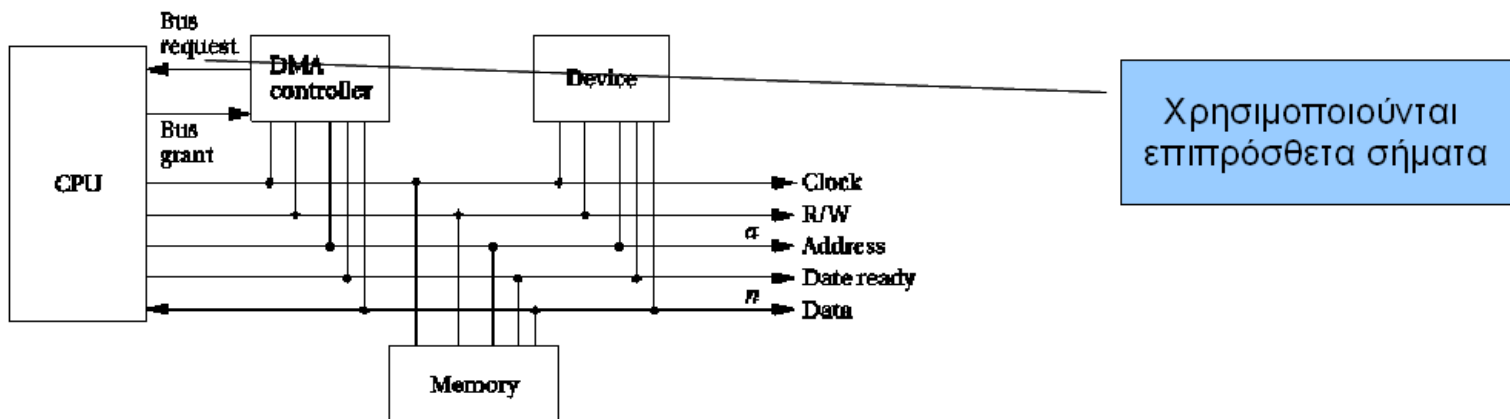 Bus
request
DMA
controller
Device
Χρησιμοποιούνται
επιπρόσθετα σήματα
Bus
grant
CPU
Clock
R/W
a
Address
Date ready
n
Data
Memory